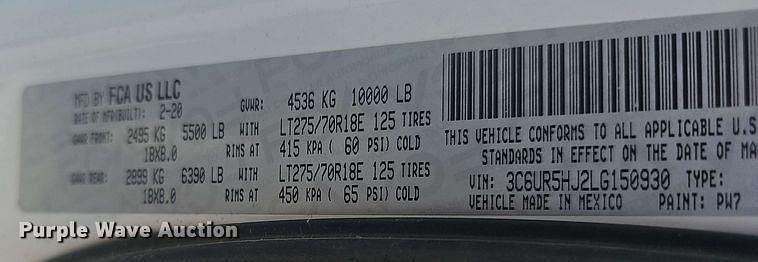 MFD BY FCA US LLC
DATE OF MFR(BUILT): 2-20
GVWR: 4536 KG 10000 LB
GAWR FRONT: 2495 KG 5500 LB WITH LT275/70R18E 125 TIRES
18X8.0 RIMS AT 415 KPA ( 60 PSI) COLD
GAWR REAR: 2899 KG 6390 LB WITH LT275/70R18E 125 TIRES
18X8.0 RIMS AT 450 KPA ( 65 PSI) COLD
THIS VEHICLE CONFORMS TO ALL APPLICABLE U.S
STANDARDS IN EFFECT ON THE DATE OF MA
VIN: 3C6UR5HJ2LG150930 TYPE:
VEHICLE MADE IN MEXICO PAINT: PW7
Purple Wave Auction